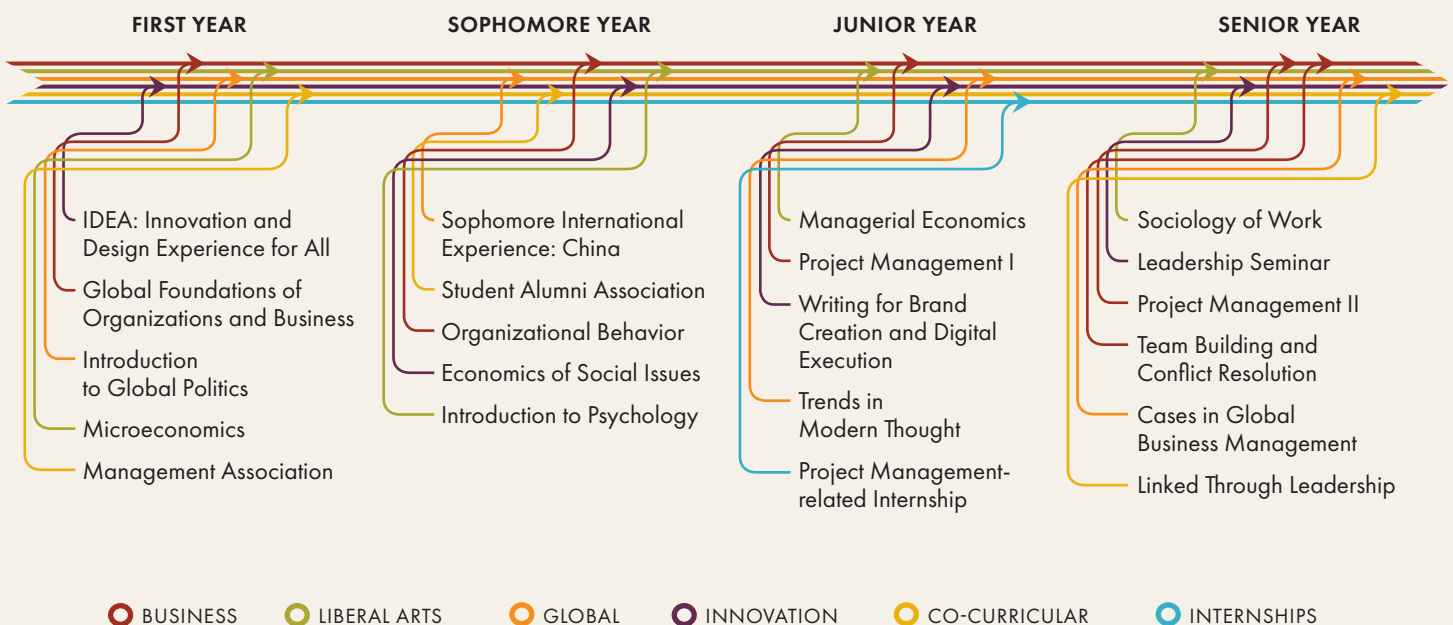 FIRST YEAR
SOPHOMORE YEAR
JUNIOR YEAR
SENIOR YEAR
IDEA: Innovation and
Design Experience for All
Global Foundations of
Organizations and Business
Introduction
to Global Politics
Microeconomics
Management Association
Sophomore International
Experience: China
Student Alumni Association
Organizational Behavior
Economics of Social Issues
Introduction to Psychology
Managerial Economics
Project Management I
Writing for Brand
Creation and Digital
Execution
Trends in
Modern Thought
Project Management-
related Internship
Sociology of Work
Leadership Seminar
Project Management II
Team Building and
Conflict Resolution
Cases in Global
Business Management
Linked Through Leadership
BUSINESS
LIBERAL ARTS
GLOBAL
INNOVATION
CO-CURRICULAR
INTERNSHIPS